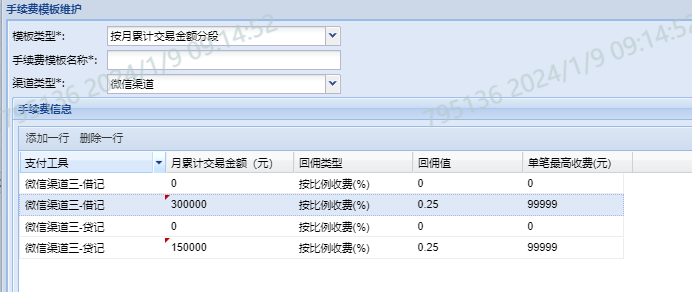 手续费模板维护
模板类型*: 按月累计交易金额分段
手续费模板名称*:
渠道类型*: 微信渠道
手续费信息
添加一行 删除一行
支付工具 月累计交易金额（元） 回佣类型 回佣值 单笔最高收费(元)
微信渠道三-借记 0 按比例收费(%) 0 0
微信渠道三-借记 300000 按比例收费(%) 0.25 99999
微信渠道三-贷记 0 按比例收费(%) 0 0
微信渠道三-贷记 150000 按比例收费(%) 0.25 99999
795136 2024/1/9 09:14:52
795136 2024/1/9 09:14:52